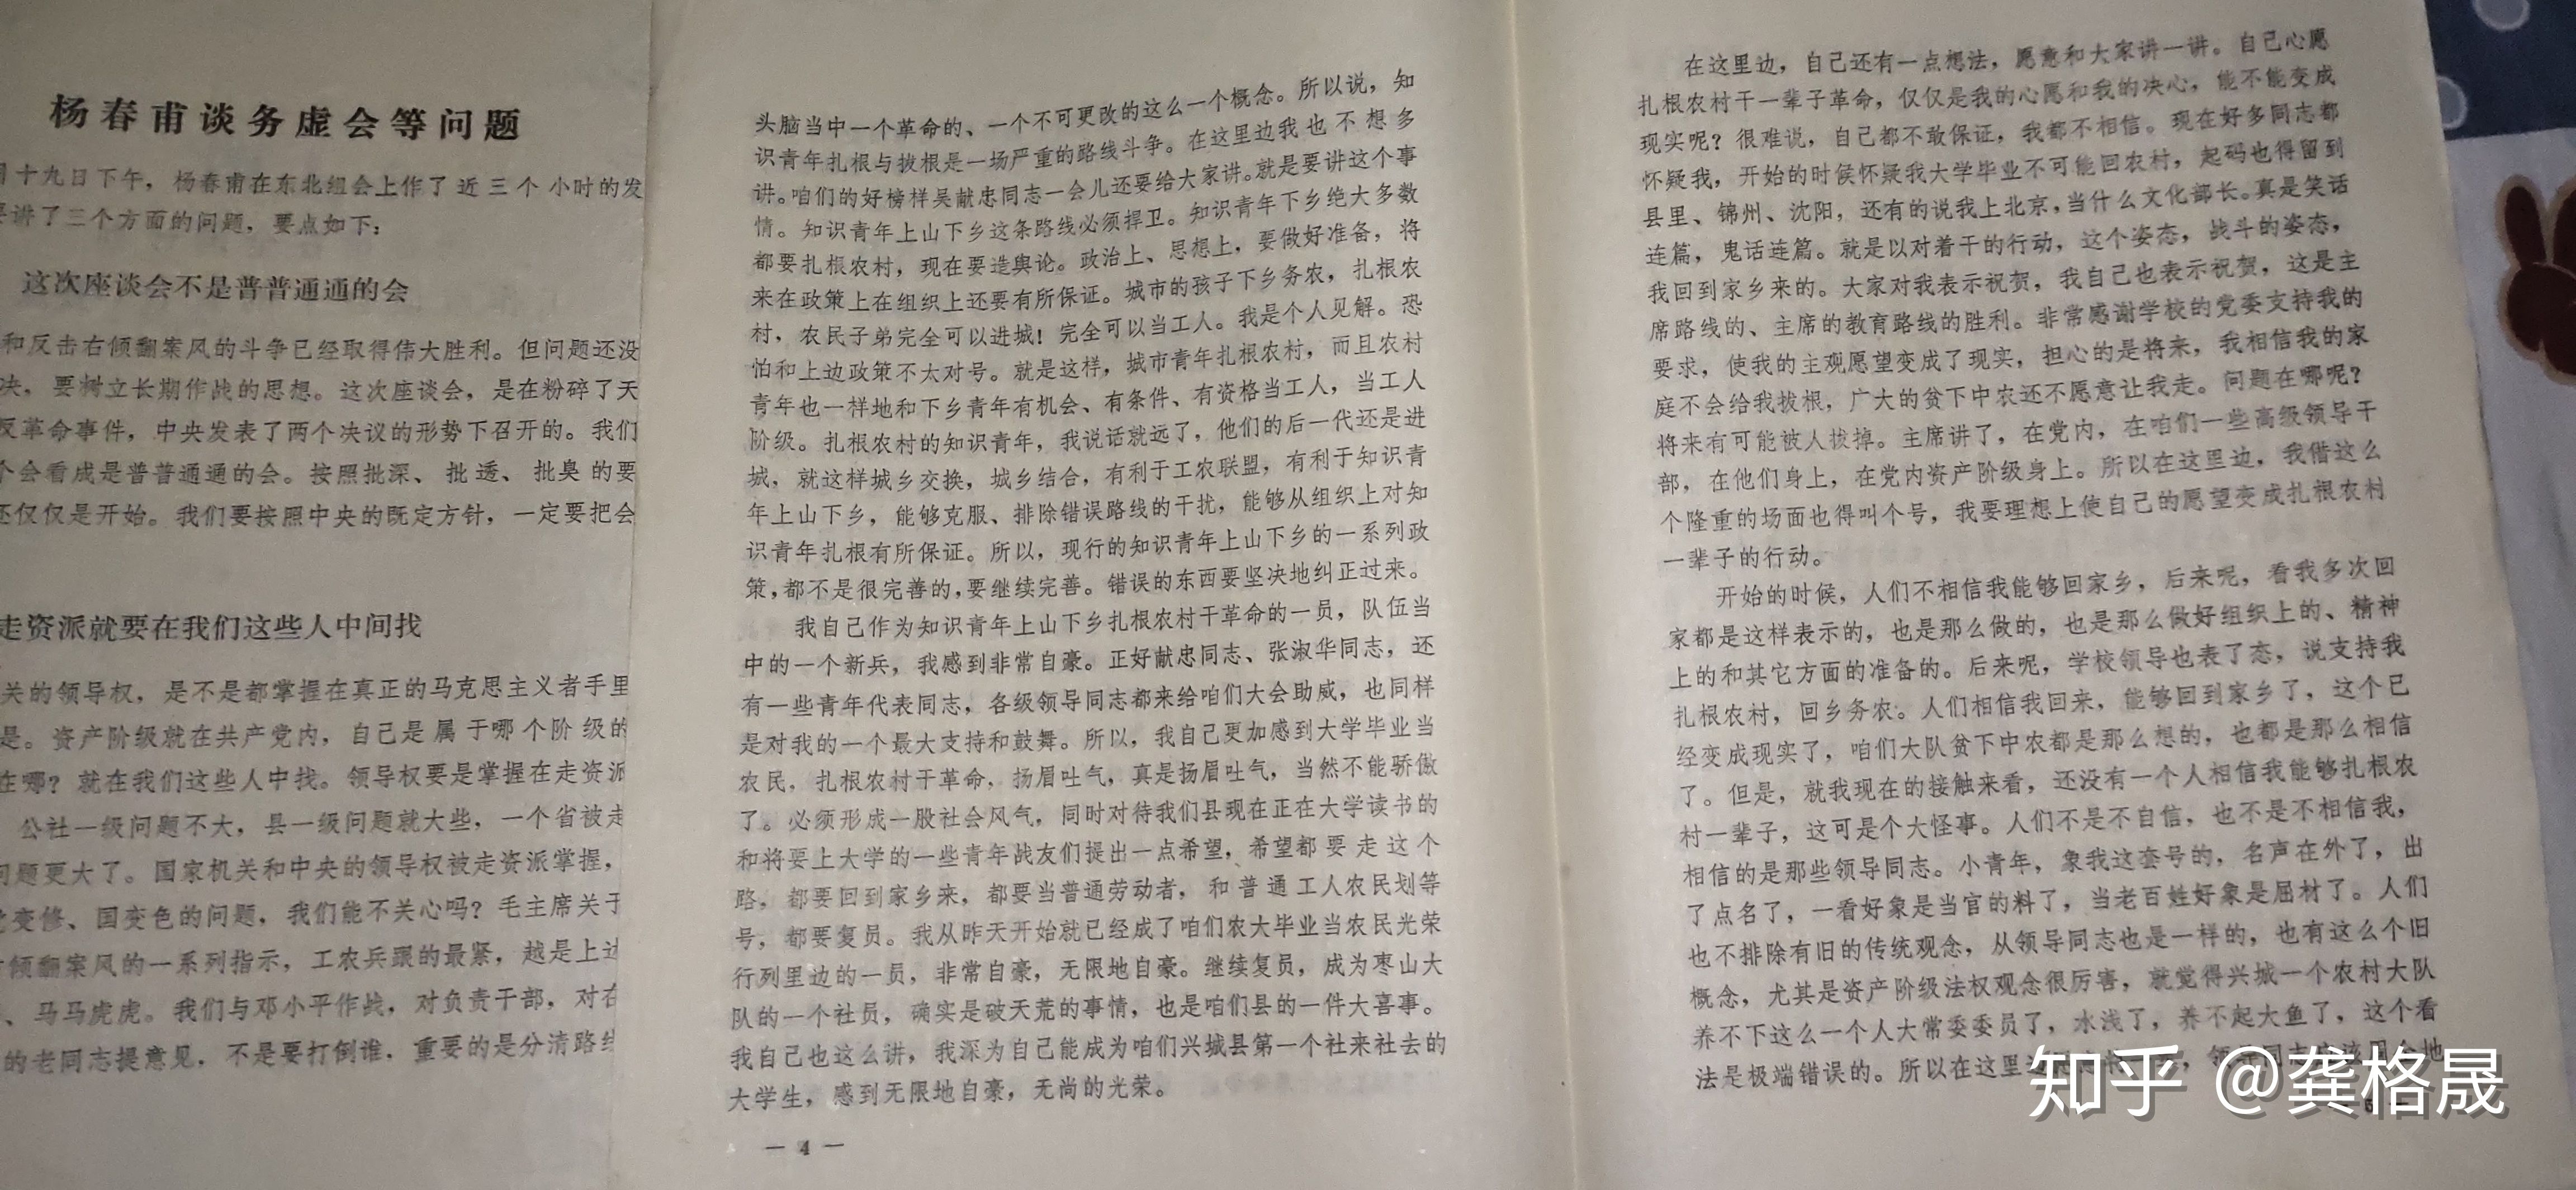 杨春甫谈务虚会等问题
十九日下午，杨春甫在东北组会上作了近三个小时的发
讲了三个方面的问题，要点如下：
这次座谈会不是普普通通的会
和反击右倾翻案风的斗争已经取得伟大胜利。但问题还没
决，要树立长期作战的思想。这次座谈会，是在粉碎了天
反革命事件，中央发表了两个决议的形势下召开的。我们
个会看成是普普通通的会。按照批深、批透、批臭的要
还仅仅是开始。我们要按照中央的既定方针，一定要把会
走资派就要在我们这些人中间找
关的领导权，是不是都掌握在真正的马克思主义者手里
是。资产阶级就在共产党内，自己是属于哪个阶级的
在哪？就在我们这些人中找。领导权要是掌握在走资派
公社一级问题不大，县一级问题就大些，一个省被走
问题更大了。国家机关和中央的领导权被走资派掌握，
变修、国变色的问题，我们能不关心吗？毛主席关于
倾翻案风的一系列指示，工农兵跟的最紧，越是上边
、马马虎虎。我们与邓小平作战，对负责干部，对在
的老同志提意见，不是要打倒谁，重要的是分清路线
头脑当中一个革命的、一个不可更改的这么一个概念。所以说，知
识青年扎根与拔根是一场严重的路线斗争。在这里边我也不想多
讲。咱们的好榜样吴献忠同志一会儿还要给大家讲。就是要讲这个事
情。知识青年上山下乡这条路线必须捍卫。知识青年下乡绝大多数
都要扎根农村，现在要造舆论。政治上、思想上，要做好准备，将
来在政策上在组织上还要有所保证。城市的孩子下乡务农，扎根农
村，农民子弟完全可以进城！完全可以当工人。我是个人见解。恐
怕和上边政策不太对号。就是这样，城市青年扎根农村，而且农村
青年也一样地和下乡青年有机会、有条件、有资格当工人，当工人
阶级。扎根农村的知识青年，我说话就远了，他们的后一代还是进
城，就这样城乡交换，城乡结合，有利于工农联盟，有利于知识青
年上山下乡，能够克服、排除错误路线的干扰，能够从组织上对知
识青年扎根有所保证。所以，现行的知识青年上山下乡的一系列政
策，都不是很完善的，要继续完善。错误的东西要坚决地纠正过来。
我自己作为知识青年上山下乡扎根农村干革命的一员，队伍当
中的一个新兵，我感到非常自豪。正好献忠同志、张淑华同志，还
有一些青年代表同志，各级领导同志都来给咱们大会助威，也同样
是对我的一个最大支持和鼓舞。所以，我自己更加感到大学毕业当
农民，扎根农村干革命，扬眉吐气，真是扬眉吐气，当然不能骄傲
了。必须形成一股社会风气，同时对待我们县现在正在大学读书的
和将要上大学的一些青年战友们提出一点希望，希望都要走这个
路，都要回到家乡来，都要当普通劳动者，和普通工人农民划等
号，都要复员。我从昨天开始就已经成了咱们农大毕业当农民光荣
行列里边的一员，非常自豪，无限地自豪。继续复员，成为枣山大
队的一个社员，确实是破天荒的事情，也是咱们县的一件大喜事。
我自己也这么讲，我深为自己能成为咱们兴城县第一个社来社去的
大学生，感到无限地自豪，无尚的光荣。
— 4 —
在这里边，自己还有一点想法，愿意和大家讲一讲。自己心愿
扎根农村干一辈子革命，仅仅是我的心愿和我的决心，能不能变成
现实呢？很难说，自己都不敢保证，我都不相信。现在好多同志都
怀疑我，开始的时候怀疑我大学毕业不可能回农村，起码也得留到
县里、锦州、沈阳，还有的说我上北京，当什么文化部长。真是笑话
连篇，鬼话连篇。就是以对着干的行动，这个姿态，战斗的姿态，
我回到家乡来的。大家对我表示祝贺，我自己也表示祝贺，这是主
席路线的、主席的教育路线的胜利。非常感谢学校的党委支持我的
要求，使我的主观愿望变成了现实，担心的是将来，我相信我的家
庭不会给我拔根，广大的贫下中农还不愿意让我走。问题在哪呢？
将来有可能被人拔掉。主席讲了，在党内，在咱们一些高级领导干
部，在他们身上，在党内资产阶级身上。所以在这里边，我借这么
个隆重的场面也得叫个号，我要理想上使自己的愿望变成扎根农村
一辈子的行动。
开始的时候，人们不相信我能够回家乡，后来呢，看我多次回
家都是这样表示的，也是那么做的，也是那么做好组织上的、精神
上的和其它方面的准备的。后来呢，学校领导也表了态，说支持我
扎根农村，回乡务农。人们相信我回来，能够回到家乡了，这个已
经变成现实了，咱们大队贫下中农都是那么想的，也都是那么相信
了。但是，就我现在的接触来看，还没有一个人相信我能够扎根农
村一辈子，这可是个大怪事。人们不是不自信，也不是不相信我，
相信的是那些领导同志。小青年，象我这套号的，名声在外了，出
了点名了，一看好象是当官的料了，当老百姓好象是屈材了。人们
也不排除有旧的传统观念，从领导同志也是一样的，也有这么个旧
概念，尤其是资产阶级法权观念很厉害，就觉得兴城一个农村大队
养不下这么一个人大常委委员了，水浅了，养不起大鱼了，这个看
法是极端错误的。所以在这里
知乎 @龚格晟